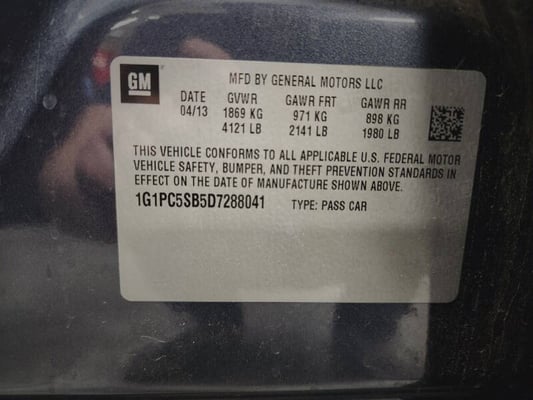 GM
MFD BY GENERAL MOTORS LLC
DATE GVWR GAWR FRT GAWR RR
04/13 1869 KG 971 KG 898 KG
4121 LB 2141 LB 1980 LB
THIS VEHICLE CONFORMS TO ALL APPLICABLE U.S. FEDERAL MOTOR
VEHICLE SAFETY, BUMPER, AND THEFT PREVENTION STANDARDS IN
EFFECT ON THE DATE OF MANUFACTURE SHOWN ABOVE.
1G1PC5SB5D7288041 TYPE: PASS CAR